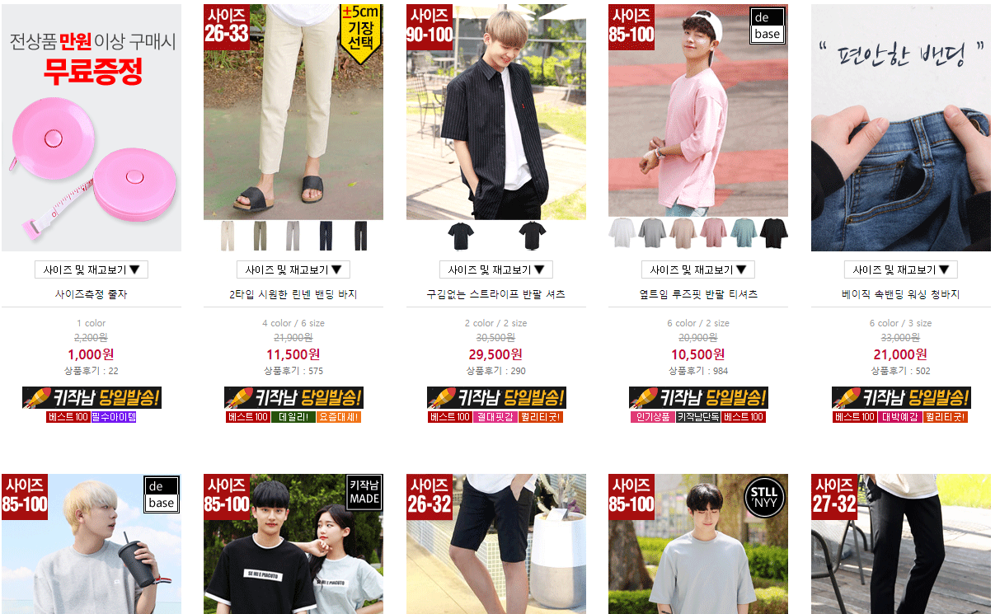 전상품 만원 이상 구매시
무료증정
사이즈
26-33
±5cm
기장
선택
사이즈
90-100
사이즈
85-100
de
base
“ 편안한 밴딩 ”
사이즈 및 재고보기▼
사이즈 및 재고보기▼
사이즈 및 재고보기▼
사이즈 및 재고보기▼
사이즈 및 재고보기▼
사이즈측정 줄자
2타입 시원한 린넨 밴딩 바지
구김없는 스트라이프 반팔 셔츠
옆트임 루즈핏 반팔 티셔츠
베이직 속밴딩 워싱 청바지
1 color
4 color / 6 size
2 color / 2 size
6 color / 2 size
6 color / 3 size
2,200원
21,900원
30,500원
20,900원
33,000원
1,000원
11,500원
29,500원
10,500원
21,000원
상품후기 : 22
상품후기 : 575
상품후기 : 290
상품후기 : 984
상품후기 : 502
키작남 당일발송!
키작남 당일발송!
키작남 당일발송!
키작남 당일발송!
키작남 당일발송!
베스트100 필수아이템
베스트100 데일리! 요즘대세!
베스트100 절대핏감 퀄리티굿!
인기상품 키작남단독 베스트100
베스트100 대박예감 퀄리티굿!
사이즈
85-100
de
base
사이즈
85-100
키작남
MADE
SE MI E PIACUTO
SE MI E PIACUTO
사이즈
26-32
사이즈
85-100
STLL
'NYY
사이즈
27-32